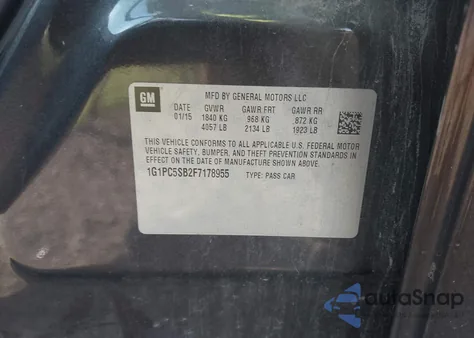 GM
MFD BY GENERAL MOTORS LLC
DATE GVWR GAWR FRT GAWR RR
01/15 1840 KG 968 KG 872 KG
4057 LB 2134 LB 1923 LB
THIS VEHICLE CONFORMS TO ALL APPLICABLE U.S. FEDERAL MOTOR
VEHICLE SAFETY, BUMPER, AND THEFT PREVENTION STANDARDS IN
EFFECT ON THE DATE OF MANUFACTURE SHOWN ABOVE.
1G1PC5SB2F7178955 TYPE: PASS CAR
autoSnap